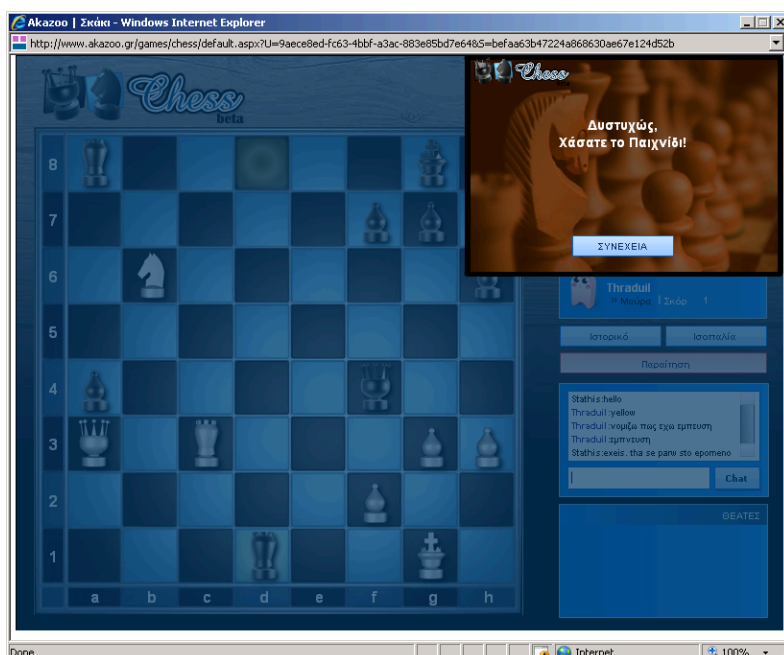 Akazoo | Σκάκι - Windows Internet Explorer
http://www.akazoo.gr/games/chess/default.aspx?U=9aece8ed-fc63-4bbf-a3ac-883e85bd7e64&S=befaa63b47224a868630ae67e124d52b
Chess
beta
Chess
Δυστυχώς,
Χάσατε το Παιχνίδι!
ΣΥΝΕΧΕΙΑ
8
7
6
5
4
3
2
1
a b c d e f g h
Thraduil
Μαύρα | Σκόρ 1
Ιστορικό Ισοπαλία
Παραίτηση
Stathis:hello
Thraduil:yellow
Thraduil:νομιζω πως εχω εμπευση
Thraduil:εμπνευση
Stathis:exeis. tha se parw sto epomeno
Chat
ΘΕΑΤΕΣ
Done
Internet
100%